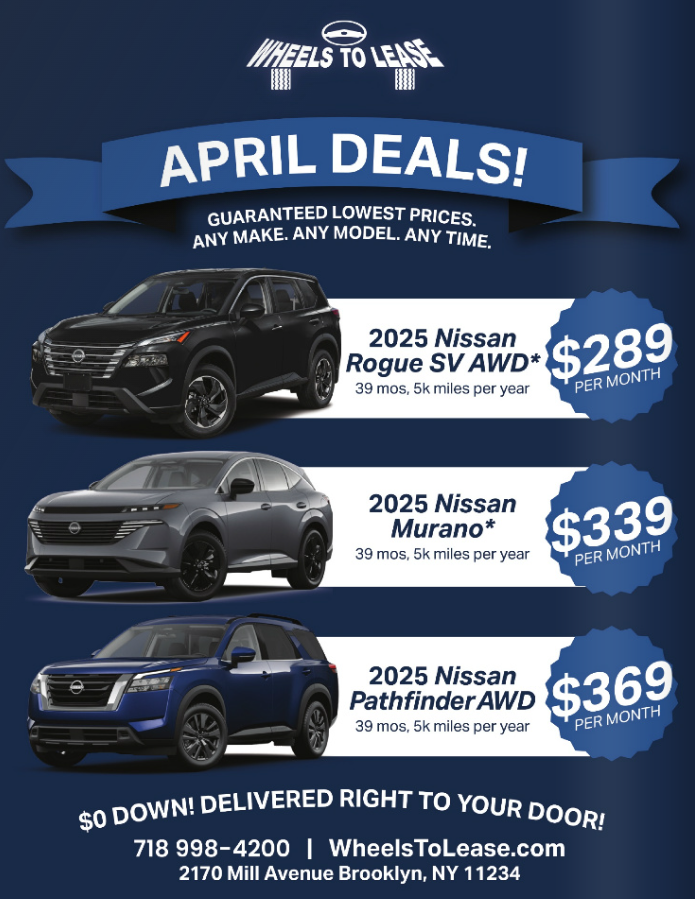 WHEELS TO LEASE
APRIL DEALS!
GUARANTEED LOWEST PRICES.
ANY MAKE. ANY MODEL. ANY TIME.
2025 Nissan
Rogue SV AWD*
39 mos, 5k miles per year
$289
PER MONTH
2025 Nissan
Murano*
39 mos, 5k miles per year
$339
PER MONTH
2025 Nissan
Pathfinder AWD
39 mos, 5k miles per year
$369
PER MONTH
$0 DOWN! DELIVERED RIGHT TO YOUR DOOR!
718 998-4200 | WheelsToLease.com
2170 Mill Avenue Brooklyn, NY 11234